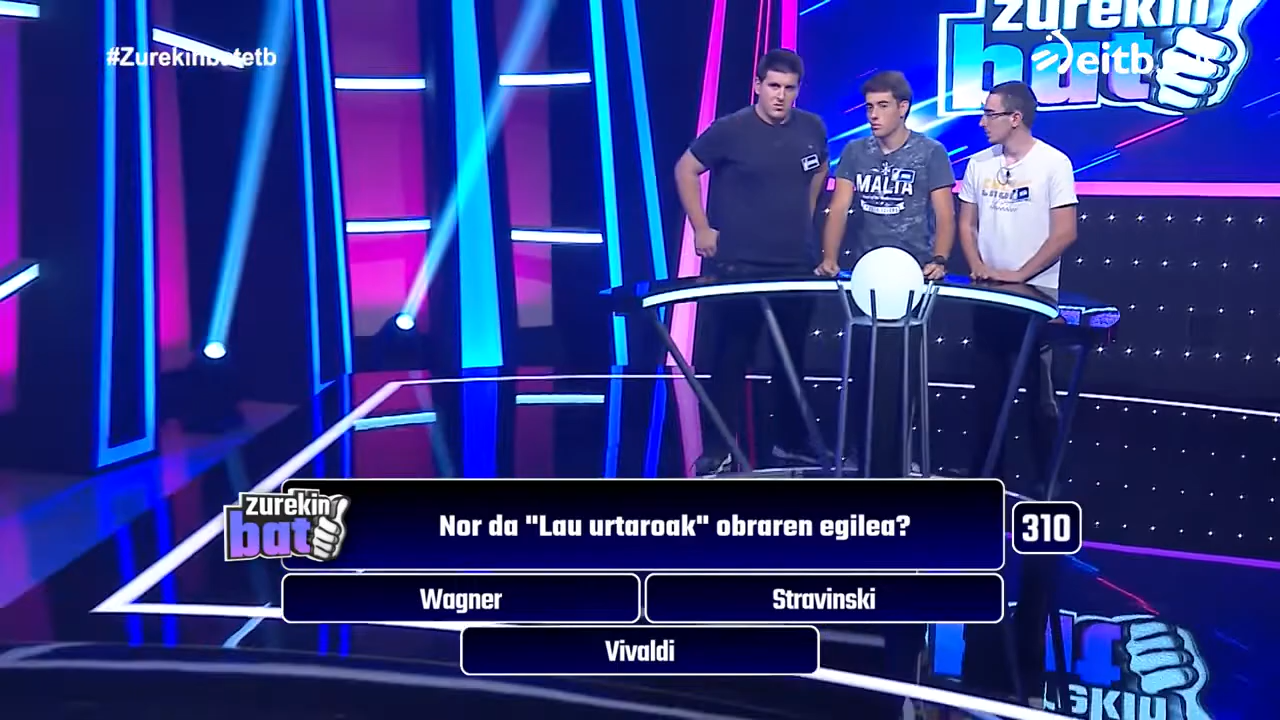 zurekin
bat
#Zurekinbatetb
eitb
MALTA
zurekin
bat
Nor da "Lau urtaroak" obraren egilea?
310
Wagner
Stravinski
Vivaldi